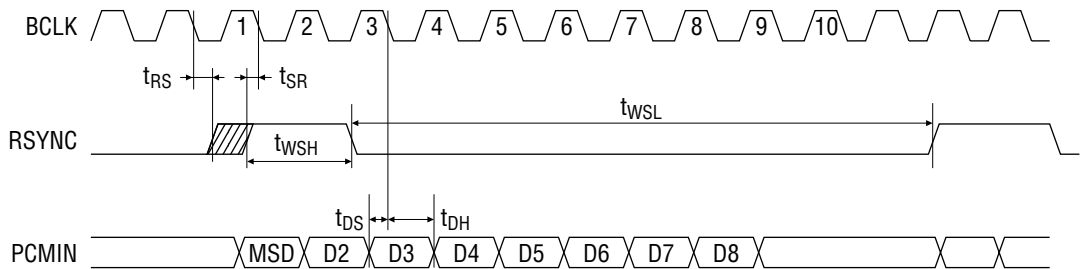 BCLK 1 2 3 4 5 6 7 8 9 10
tRS tSR
tWSL
RSYNC
tWSH
tDS tDH
PCMIN MSD D2 D3 D4 D5 D6 D7 D8